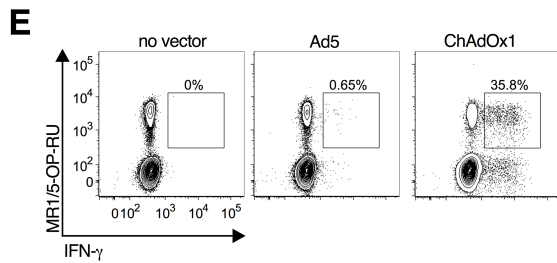 E
no vector
Ad5
ChAdOx1
0%
0.65%
35.8%
10⁵
10⁴
10³
10²
0
MR1/5-OP-RU
0 10² 10³ 10⁴ 10⁵
IFN-γ